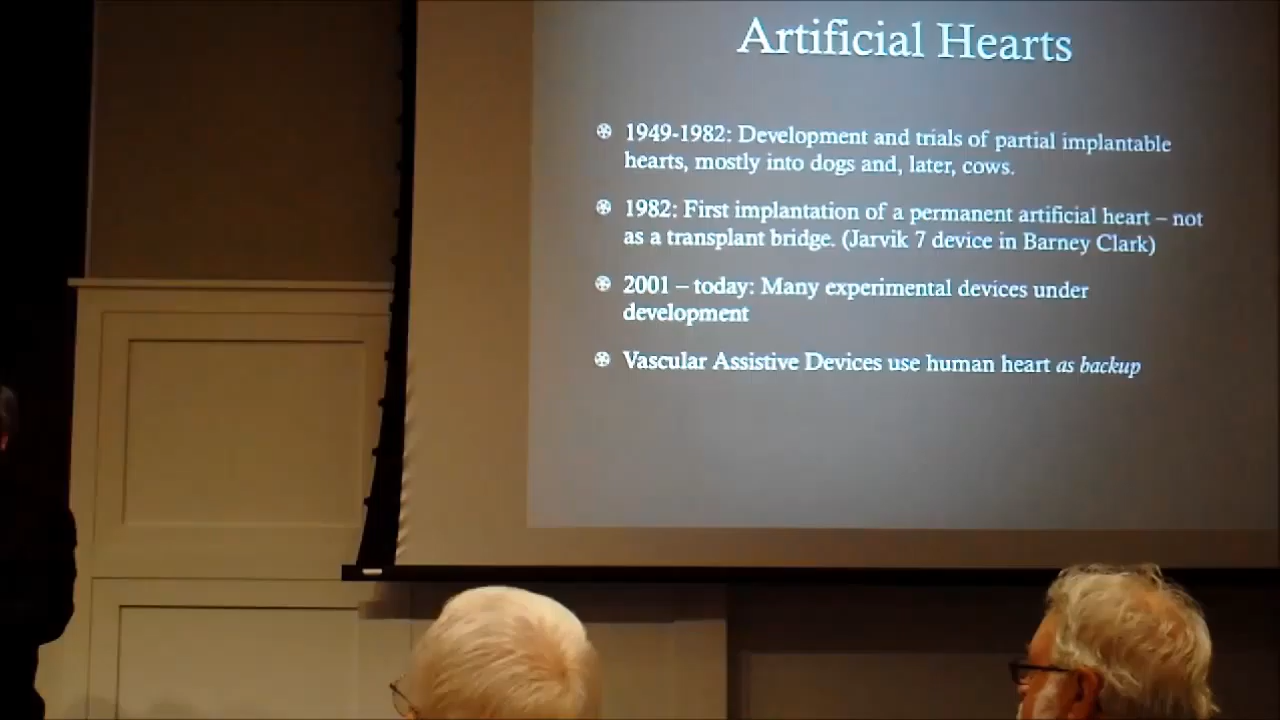 Artificial Hearts
1949-1982: Development and trials of partial implantable
hearts, mostly into dogs and, later, cows.
1982: First implantation of a permanent artificial heart – not
as a transplant bridge. (Jarvik 7 device in Barney Clark)
2001 – today: Many experimental devices under
development
Vascular Assistive Devices use human heart as backup